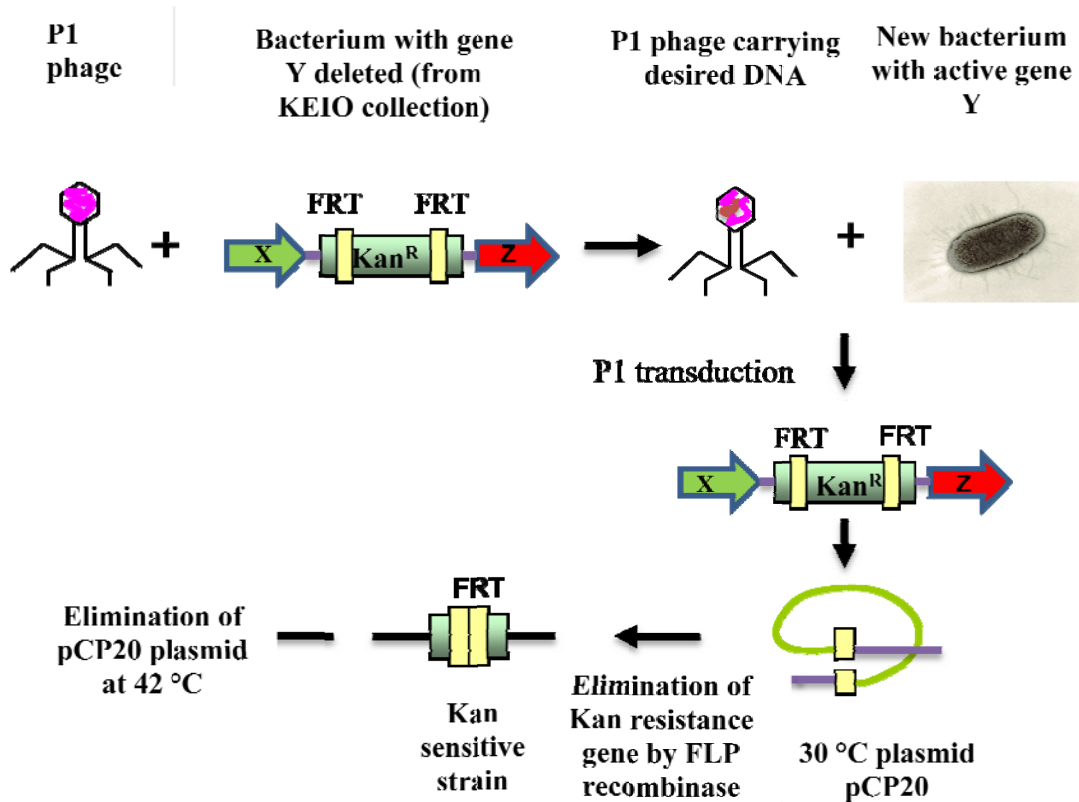 P1
phage
Bacterium with gene
Y deleted (from
KEIO collection)
P1 phage carrying
desired DNA
New bacterium
with active gene
Y
FRT
FRT
+
X
Kan^R
Z
+
P1 transduction
FRT
FRT
X
Kan^R
Z
FRT
Elimination of
pCP20 plasmid
at 42 °C
Kan
sensitive
strain
Elimination of
Kan resistance
gene by FLP
recombinase
30 °C plasmid
pCP20